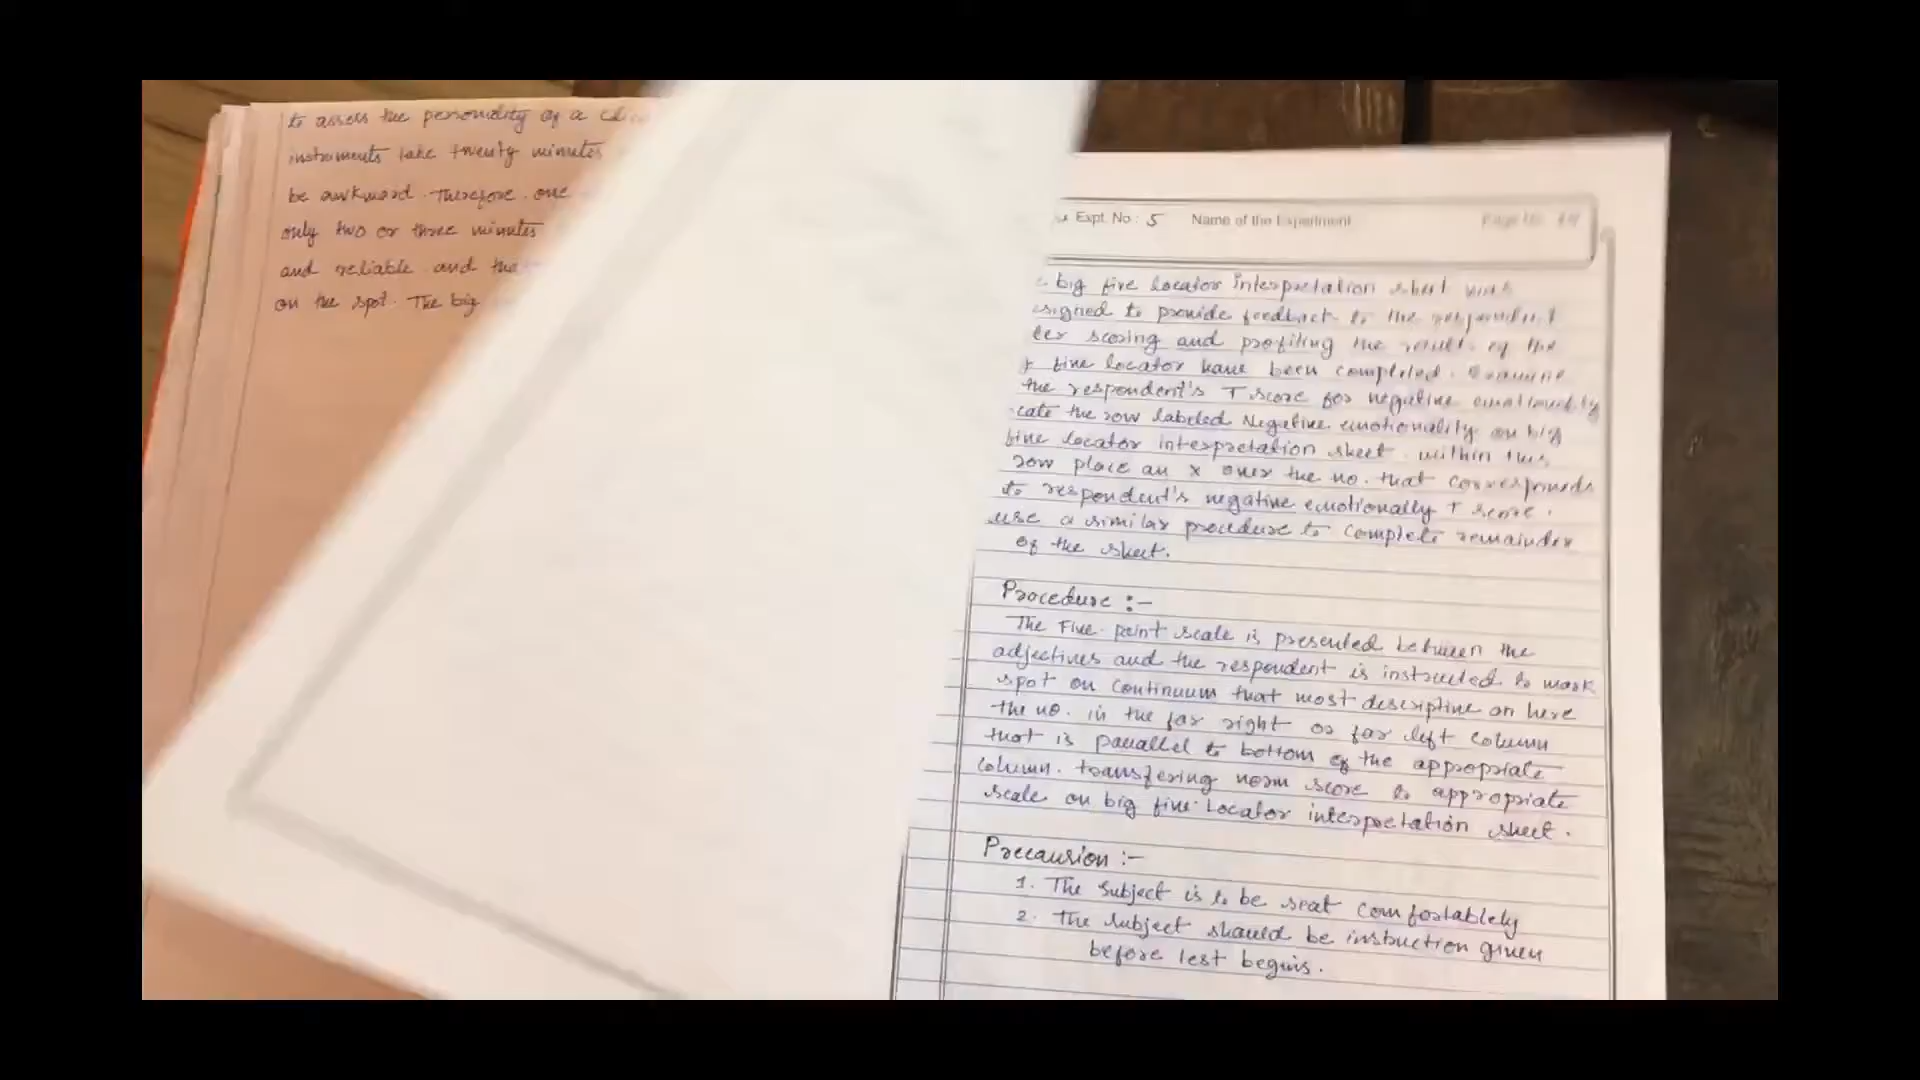 to assess the personality of a
instruments take twenty minutes
be awkward. Therefore one
only two or three minutes
and reliable and tha
on the spot. The big
Expt. No : 5 Name of the Experiment Page No
big five locator interpretation sheet was
signed to provide feedback to the respondent
ter scoring and profiling the result of the
five locator have been completed. Examine
the respondent's T score for negative emotionality
cate the row labeled Negative emotionality on big
five locator interpretation sheet. within this
row place an x over the no. that corresponds
to respondent's negative emotionally T score.
use a similar procedure to complete remainder
of the sheet.
Procedure :-
The Five point scale is presented between the
adjectives and the respondent is instructed to mark
spot on continuum that most descriptive on here
the no. in the far right or far left column
that is parallel to bottom of the appropriate
column. transfering norm score to appropriate
scale on big five Locator interpretation sheet.
Precausion :-
1. The subject is to be seat comfortablely
2. The subject should be instruction given
before test begins.